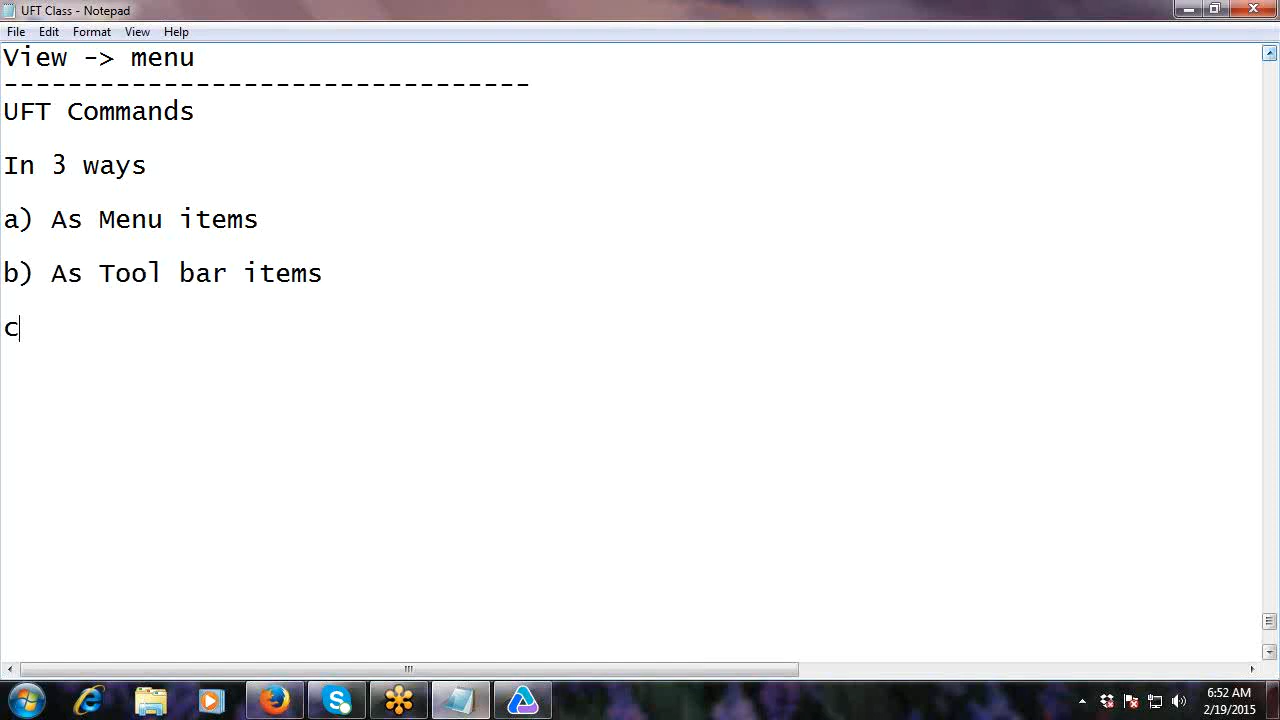 UFT Class - Notepad
File Edit Format View Help
View -> menu
---------------------------------
UFT Commands
In 3 ways
a) As Menu items
b) As Tool bar items
c
6:52 AM
2/19/2015